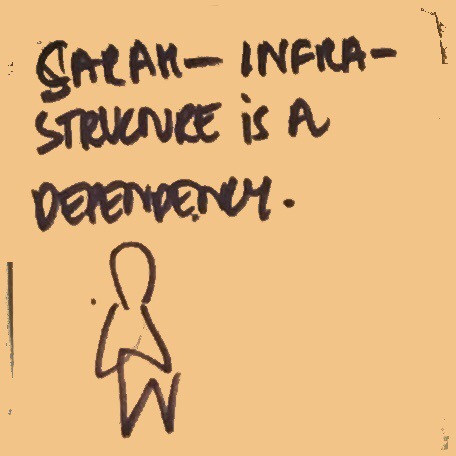 SARAH— INFRA-
STRUCTURE is A
DEPENDENCY.